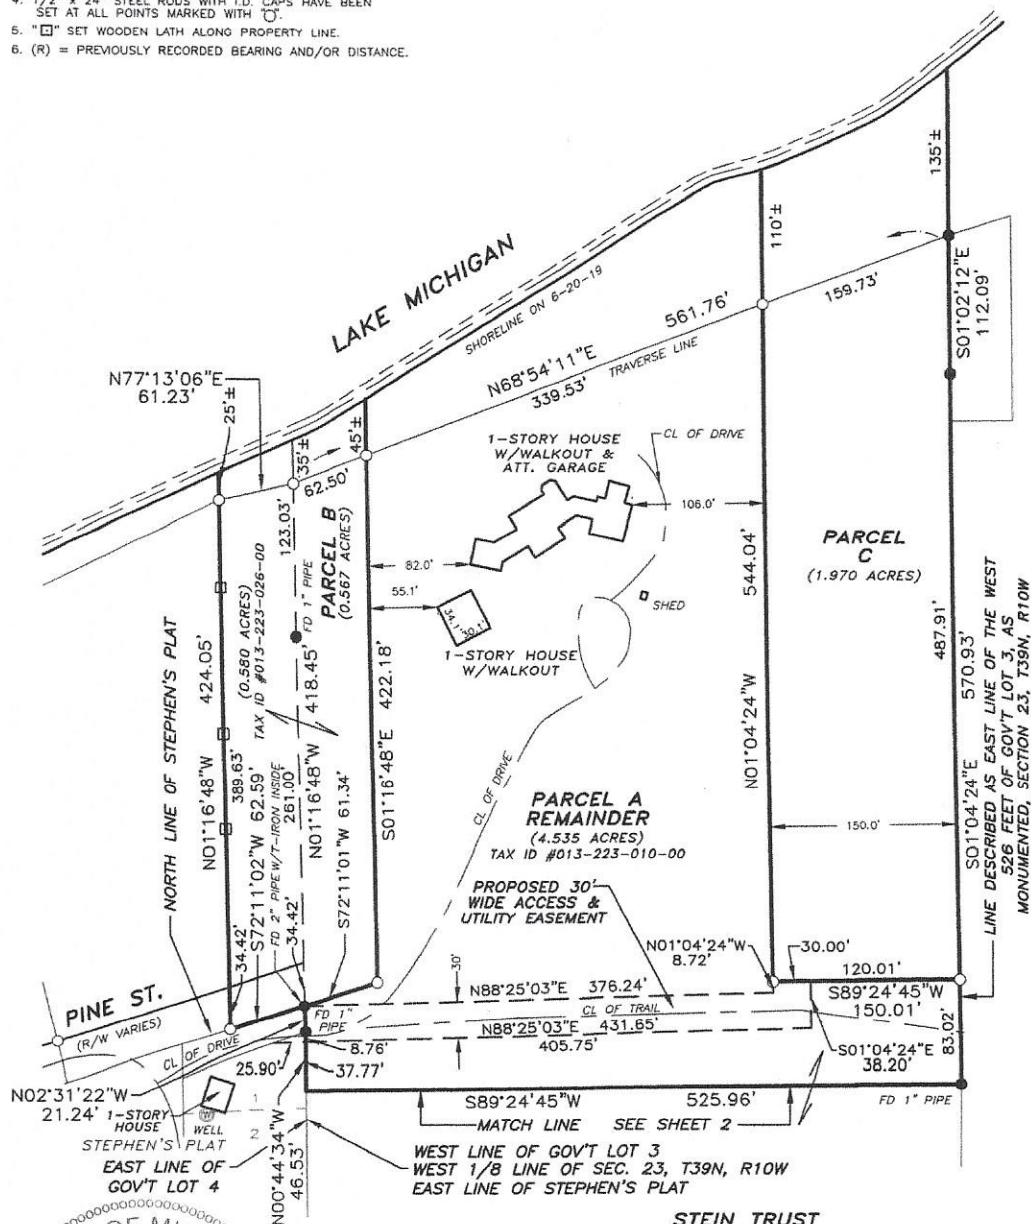 4. 1/2" x 24" STEEL RODS WITH I.D. CAPS HAVE BEEN
SET AT ALL POINTS MARKED WITH "O".
5. "⊡" SET WOODEN LATH ALONG PROPERTY LINE.
6. (R) = PREVIOUSLY RECORDED BEARING AND/OR DISTANCE.
LAKE MICHIGAN
SHORELINE ON 6-20-19
135'±
110'±
561.76'
159.73'
S01°02'12"E
112.09'
N68°54'11"E
TRAVERSE LINE
339.53'
N77°13'06"E
61.23'
25'±
35'±
45'±
62.50'
1-STORY HOUSE
W/WALKOUT &
ATT. GARAGE
CL OF DRIVE
106.0'
82.0'
55.1'
34.1'
30.1'
SHED
1-STORY HOUSE
W/WALKOUT
PARCEL B
(0.567 ACRES)
123.03'
FD 1" PIPE
(0.580 ACRES)
TAX ID #013-223-026-00
PARCEL
C
(1.970 ACRES)
544.04'
N01°04'24"W
487.91'
570.93'
S01°04'24"E
LINE DESCRIBED AS EAST LINE OF THE WEST
526 FEET OF GOV'T LOT 3, AS
MONUMENTED, SECTION 23, T39N, R10W
NORTH LINE OF STEPHEN'S PLAT
424.05'
N01°16'48"W
389.63'
34.42'
S72°11'02"W 62.59'
FD 2" PIPE W/T-IRON INSIDE
261.00'
34.42'
418.45'
N01°16'48"W
S72°11'01"W 61.34'
422.18'
S01°16'48"E
CL OF DRIVE
PARCEL A
REMAINDER
(4.535 ACRES)
TAX ID #013-223-010-00
150.0'
PROPOSED 30'
WIDE ACCESS &
UTILITY EASEMENT
N01°04'24"W
8.72'
30.00'
120.01'
S89°24'45"W
150.01'
30'
N88°25'03"E 376.24'
CL OF TRAIL
N88°25'03"E 431.65'
405.75'
S01°04'24"E
38.20'
83.02'
FD 1" PIPE
PINE ST.
(R/W VARIES)
CL OF DRIVE
FD 1"
PIPE
8.76'
25.90'
37.77'
N02°31'22"W
21.24'
1-STORY
HOUSE
W
WELL
1
2
STEPHEN'S PLAT
EAST LINE OF
GOV'T LOT 4
N00°44'34"W
46.53'
S89°24'45"W 525.96'
MATCH LINE SEE SHEET 2
WEST LINE OF GOV'T LOT 3
WEST 1/8 LINE OF SEC. 23, T39N, R10W
EAST LINE OF STEPHEN'S PLAT
STEIN TRUST